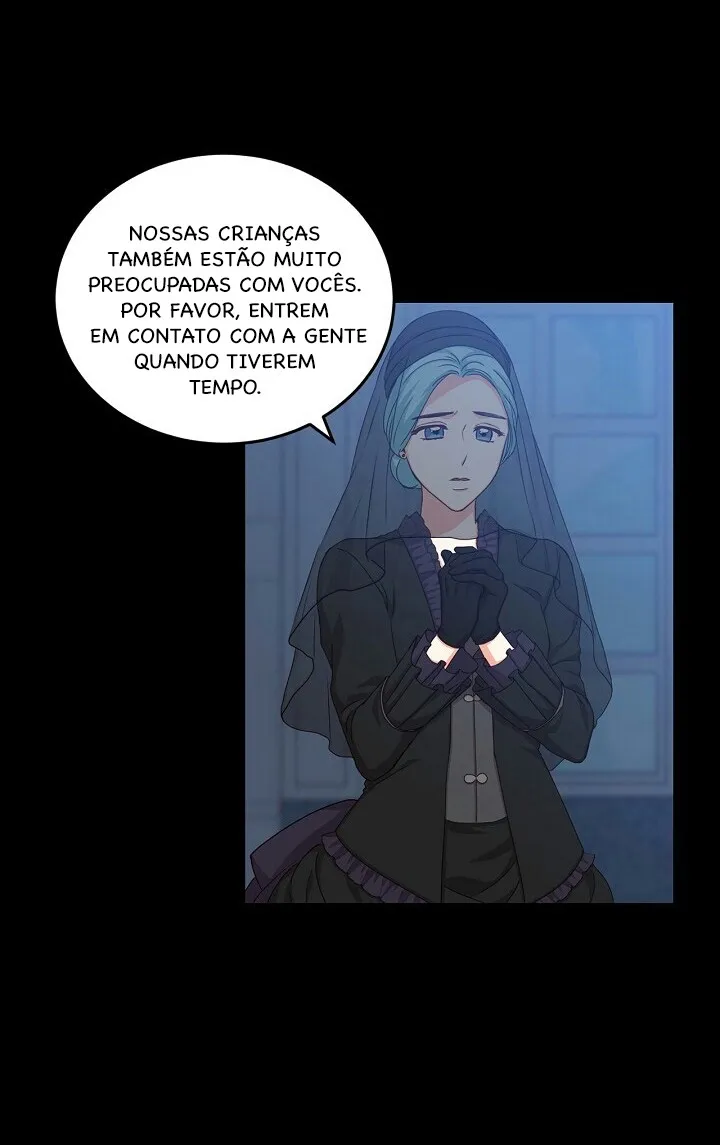 NOSSAS CRIANÇAS
TAMBÉM ESTÃO MUITO
PREOCUPADAS COM VOCÊS.
POR FAVOR, ENTREM
EM CONTATO COM A GENTE
QUANDO TIVEREM
TEMPO.